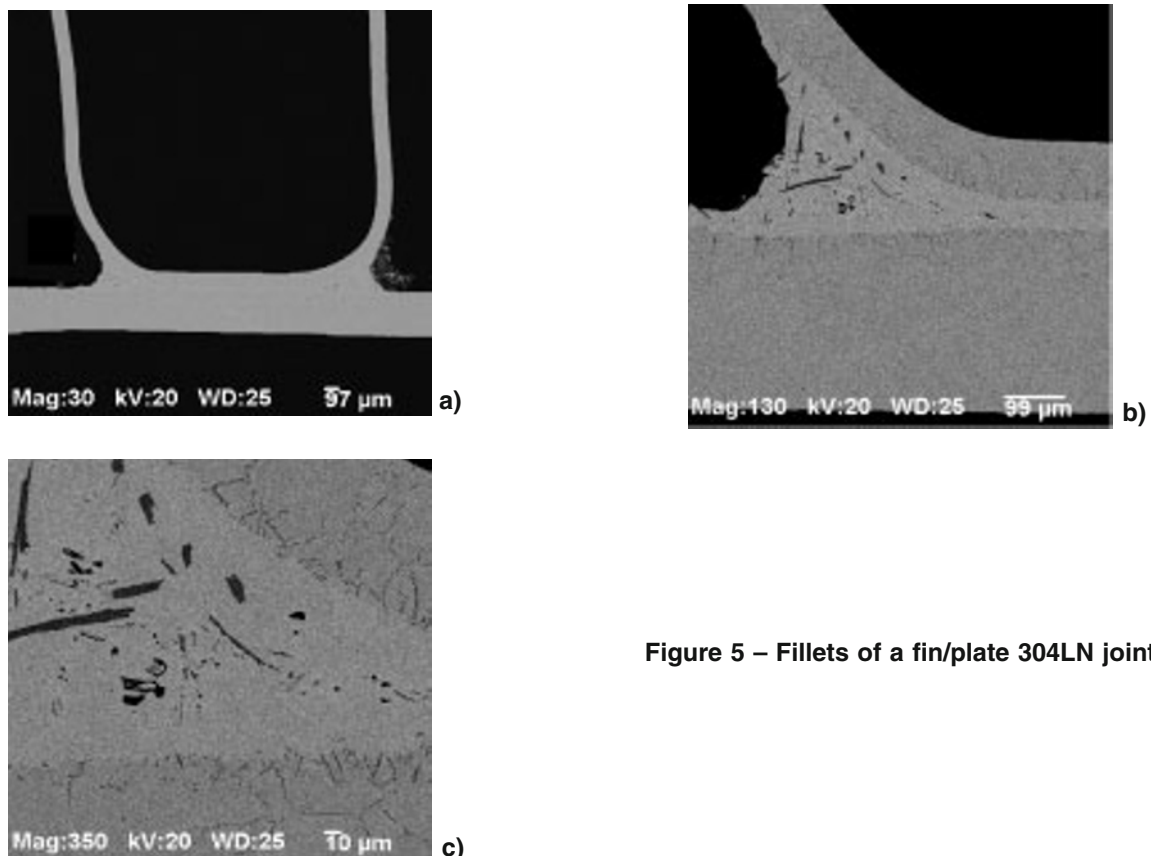 Mag:30 kV:20 WD:25 97 µm
a)
Mag:130 kV:20 WD:25 99 µm
b)
Mag:350 kV:20 WD:25 10 µm
c)
Figure 5 – Fillets of a fin/plate 304LN joint